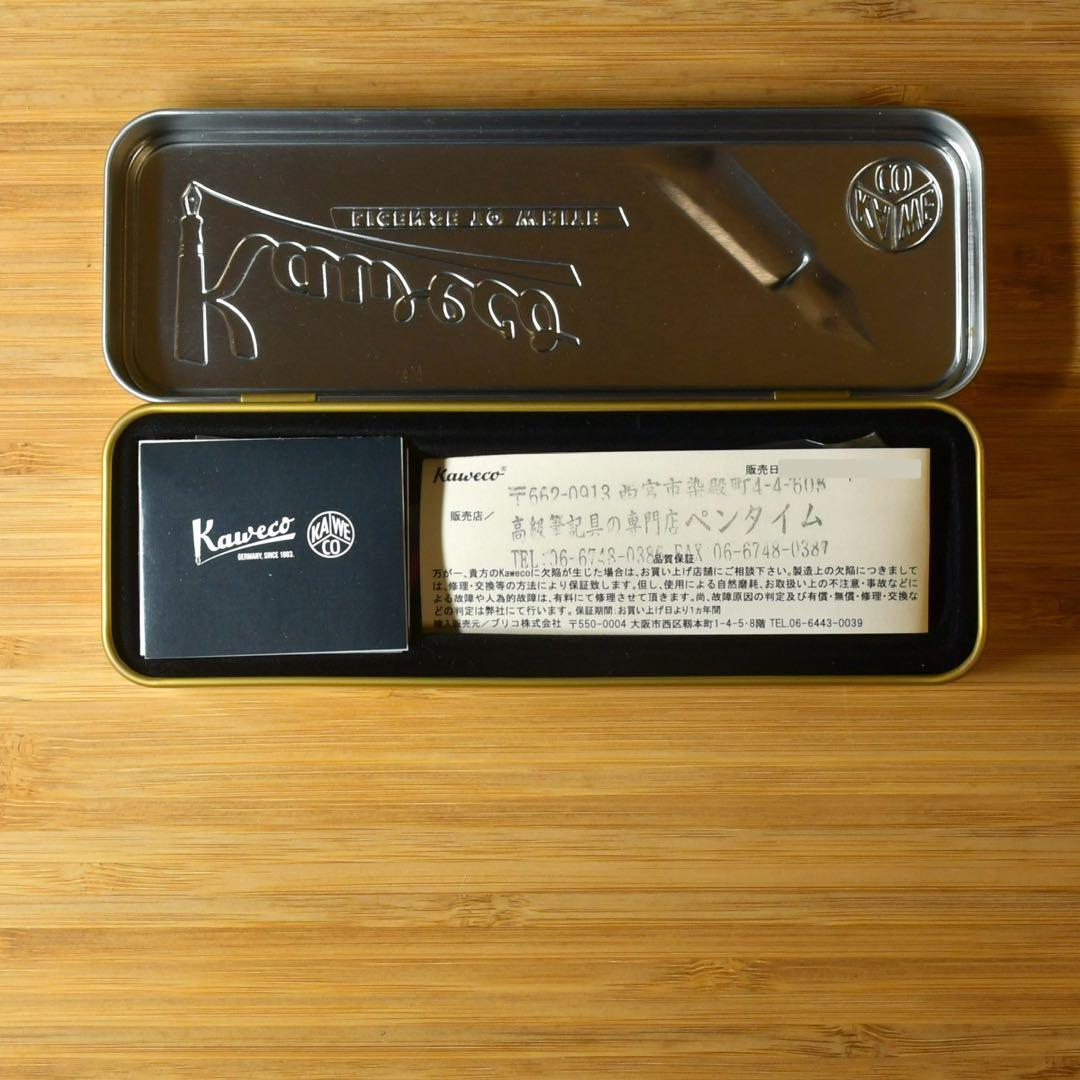 LICENSE TO WRITE
Kaweco
KA WE CO
Kaweco
GERMANY, SINCE 1883.
KA WE CO
Kaweco®
販売日
〒662-0913 西宮市染殿町4-4-608
販売店/
高級筆記具の専門店ペンタイム
TEL:06-6748-0386 FAX 06-6748-0387
品質保証
万が一、貴方のKawecoに欠陥が生じた場合は、お買い上げ店舗にご相談下さい。製造上の欠陥につきまして
は、修理・交換等の方法により保証致します。但し、使用による自然磨耗、お取扱い上の不注意・事故などに
よる故障や人為的故障は、有料にて修理させて頂きます。尚、故障原因の判定及び有償・無償・修理・交換な
どの判定は弊社にて行います。保証期間:お買い上げ日より1ヵ年間
輸入販売元/プリコ株式会社 〒550-0004 大阪市西区靱本町1-4-5・8階 TEL.06-6443-0039